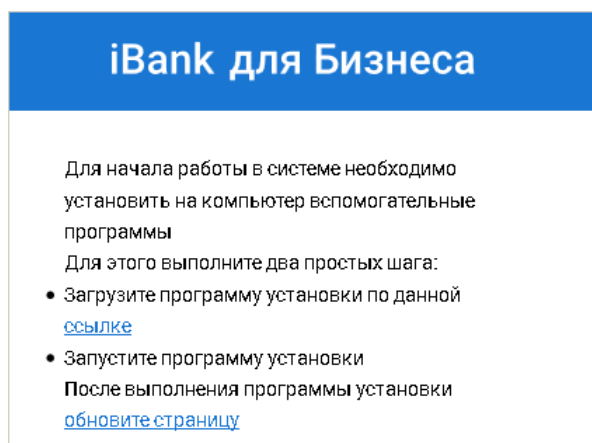 iBank для Бизнеса
Для начала работы в системе необходимо
установить на компьютер вспомогательные
программы
Для этого выполните два простых шага:
• Загрузите программу установки по данной
ссылке
• Запустите программу установки
После выполнения программы установки
обновите страницу